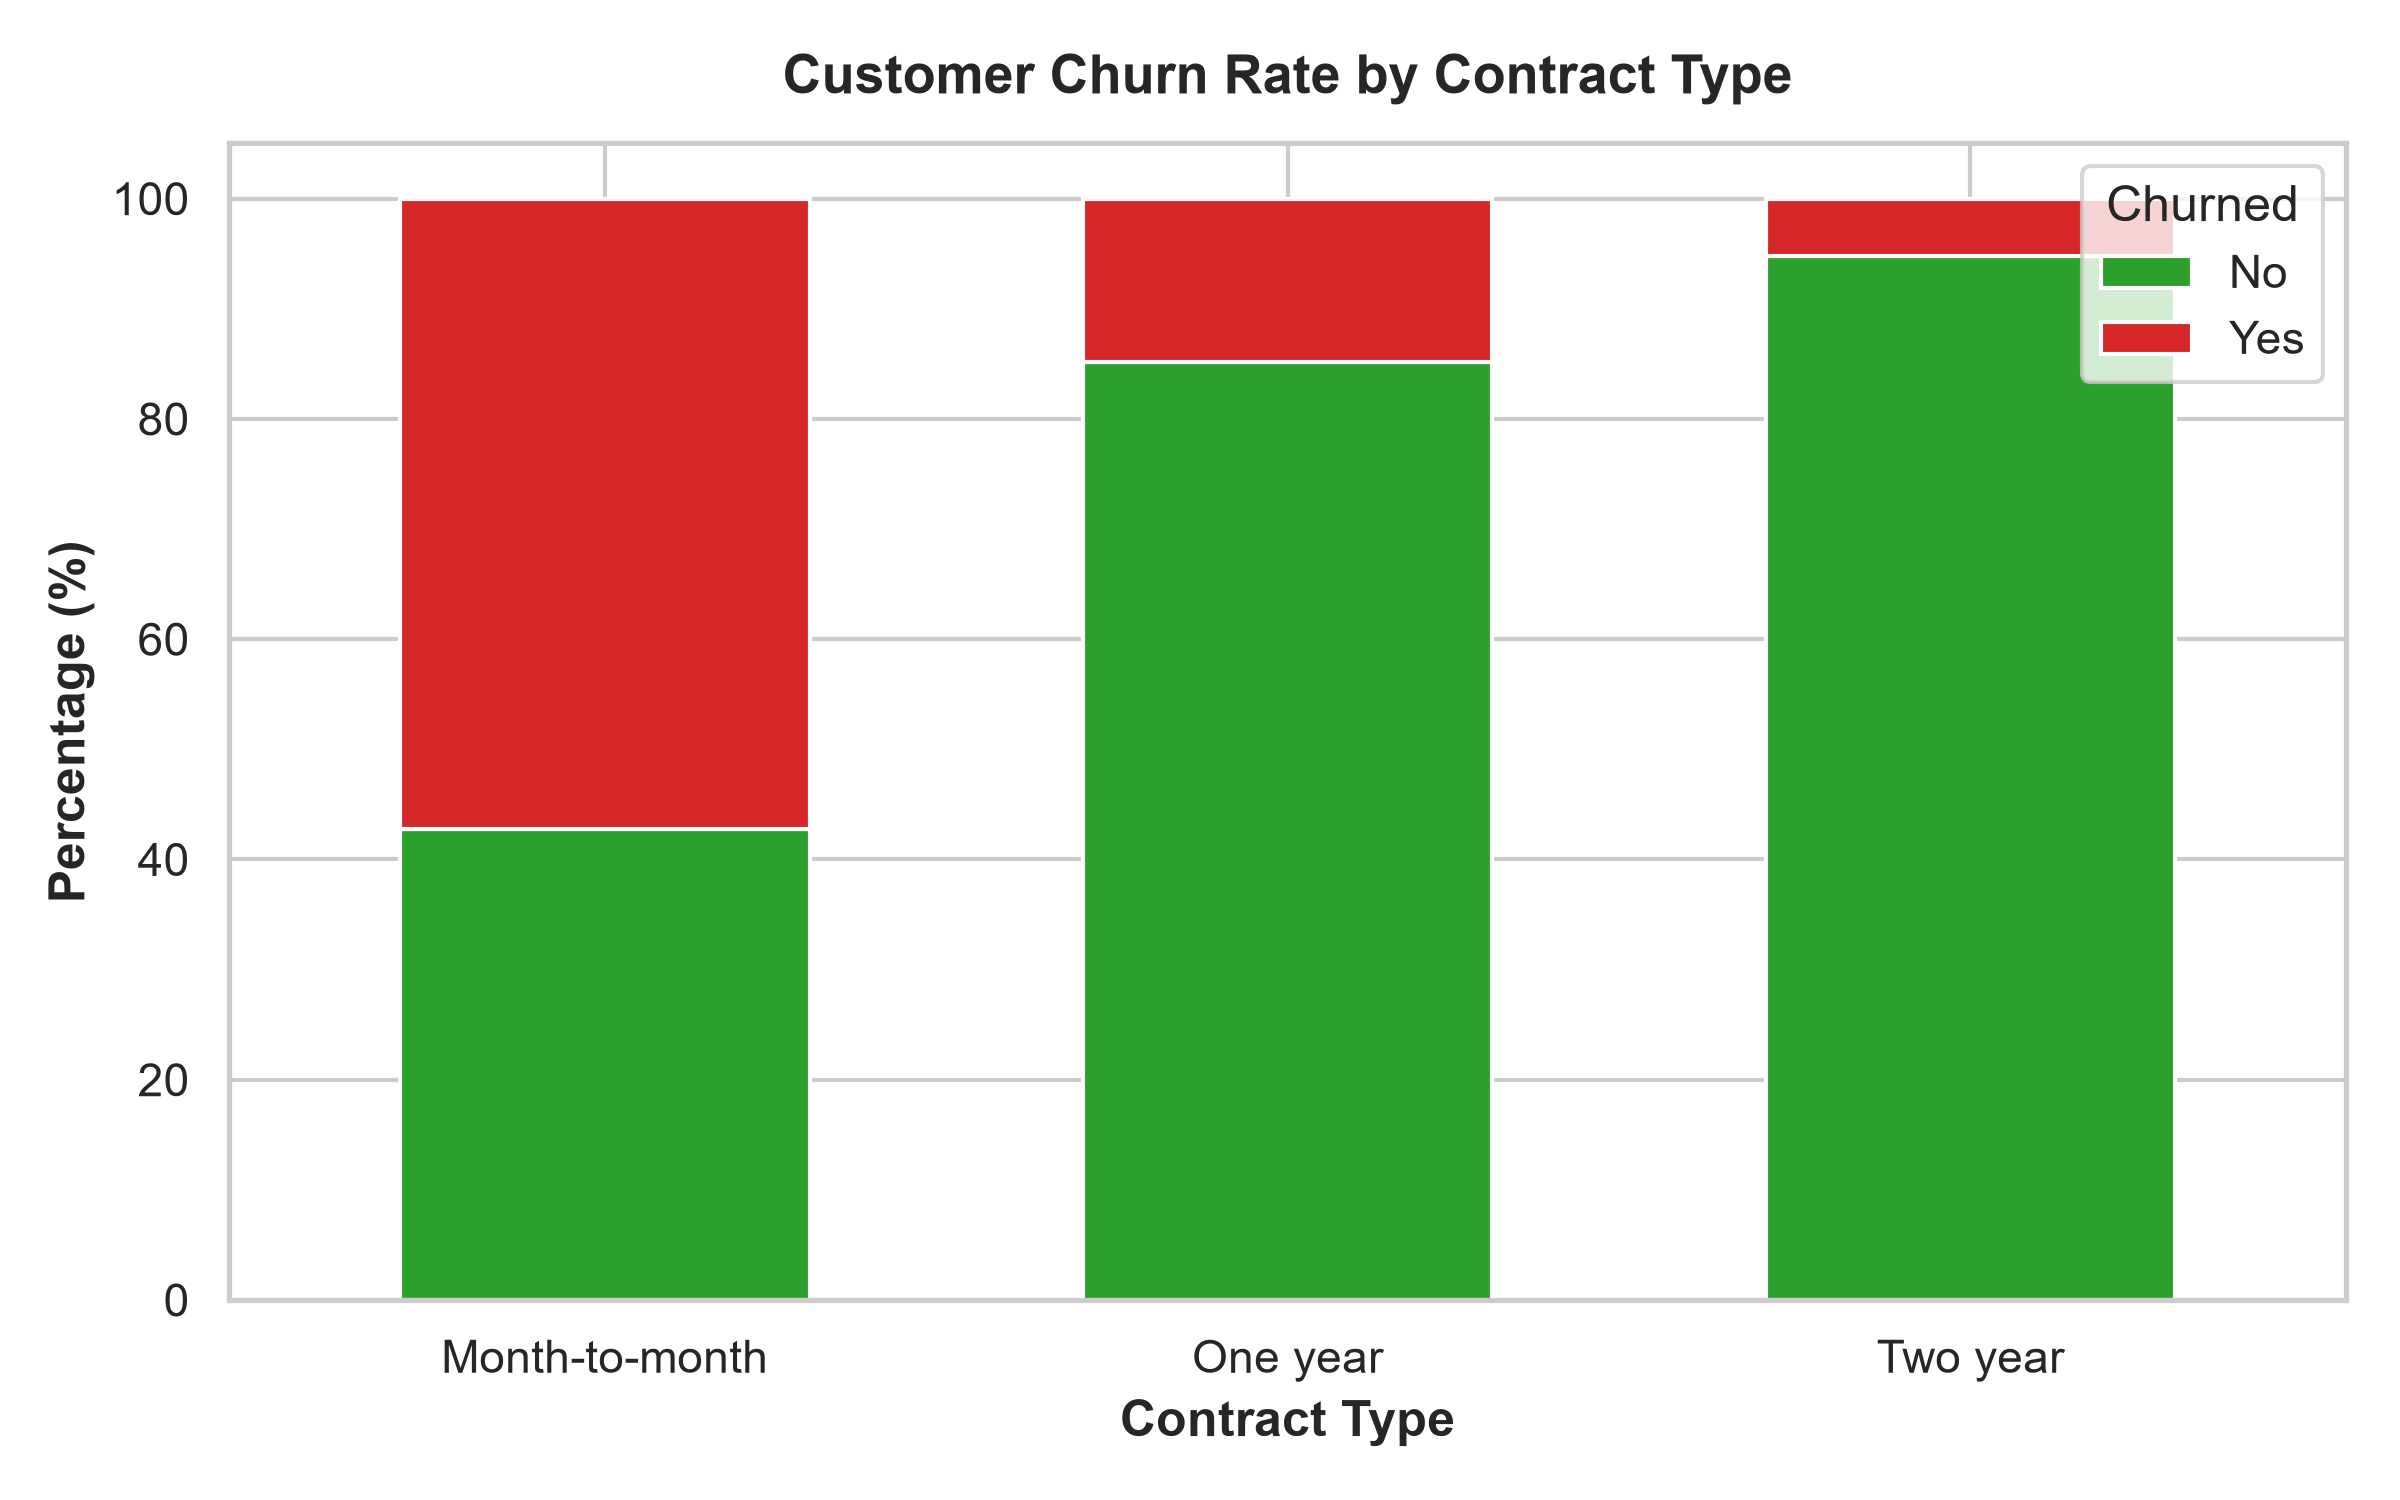 Customer Churn Rate by Contract Type
Churned
No
Yes
Percentage (%)
100
80
60
40
20
0
Month-to-month
One year
Two year
Contract Type